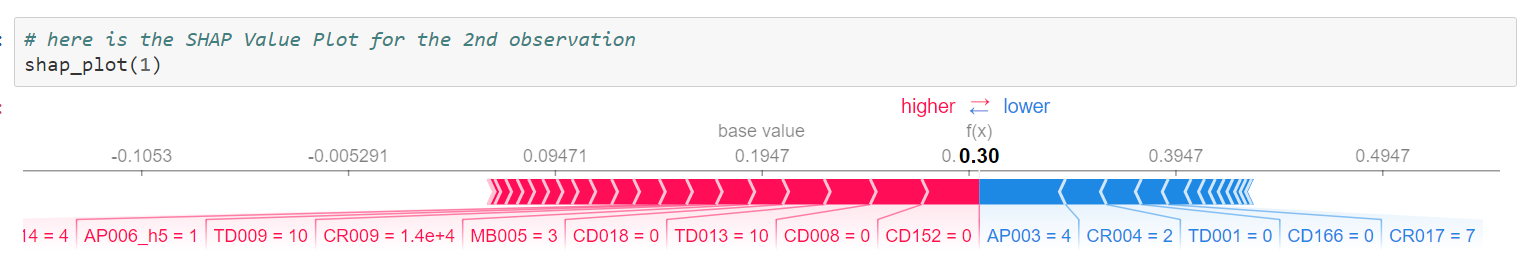 # here is the SHAP Value Plot for the 2nd observation
shap_plot(1)
higher ⇄ lower
base value f(x)
-0.1053 -0.005291 0.09471 0.1947 0. 0.30 0.3947 0.4947
14 = 4 AP006_h5 = 1 TD009 = 10 CR009 = 1.4e+4 MB005 = 3 CD018 = 0 TD013 = 10 CD008 = 0 CD152 = 0 AP003 = 4 CR004 = 2 TD001 = 0 CD166 = 0 CR017 = 7